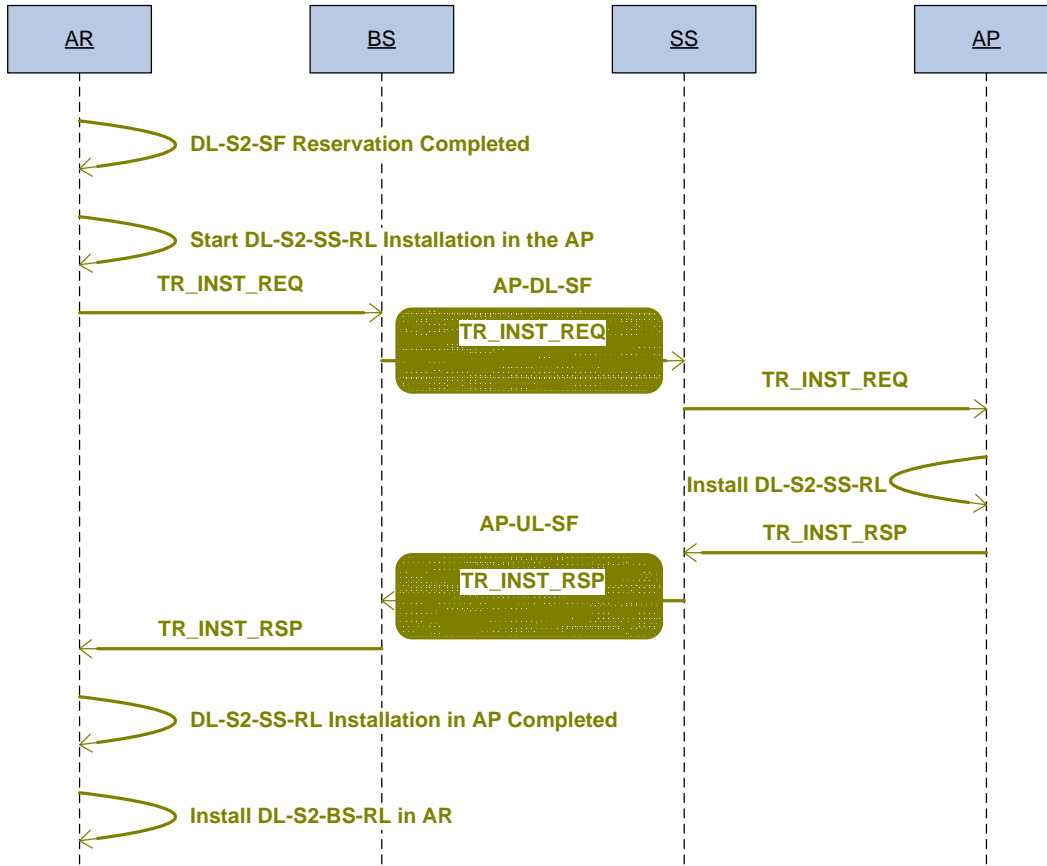 AR
BS
SS
AP
DL-S2-SF Reservation Completed
Start DL-S2-SS-RL Installation in the AP
TR_INST_REQ
AP-DL-SF
TR_INST_REQ
TR_INST_REQ
Install DL-S2-SS-RL
AP-UL-SF
TR_INST_RSP
TR_INST_RSP
TR_INST_RSP
DL-S2-SS-RL Installation in AP Completed
Install DL-S2-BS-RL in AR